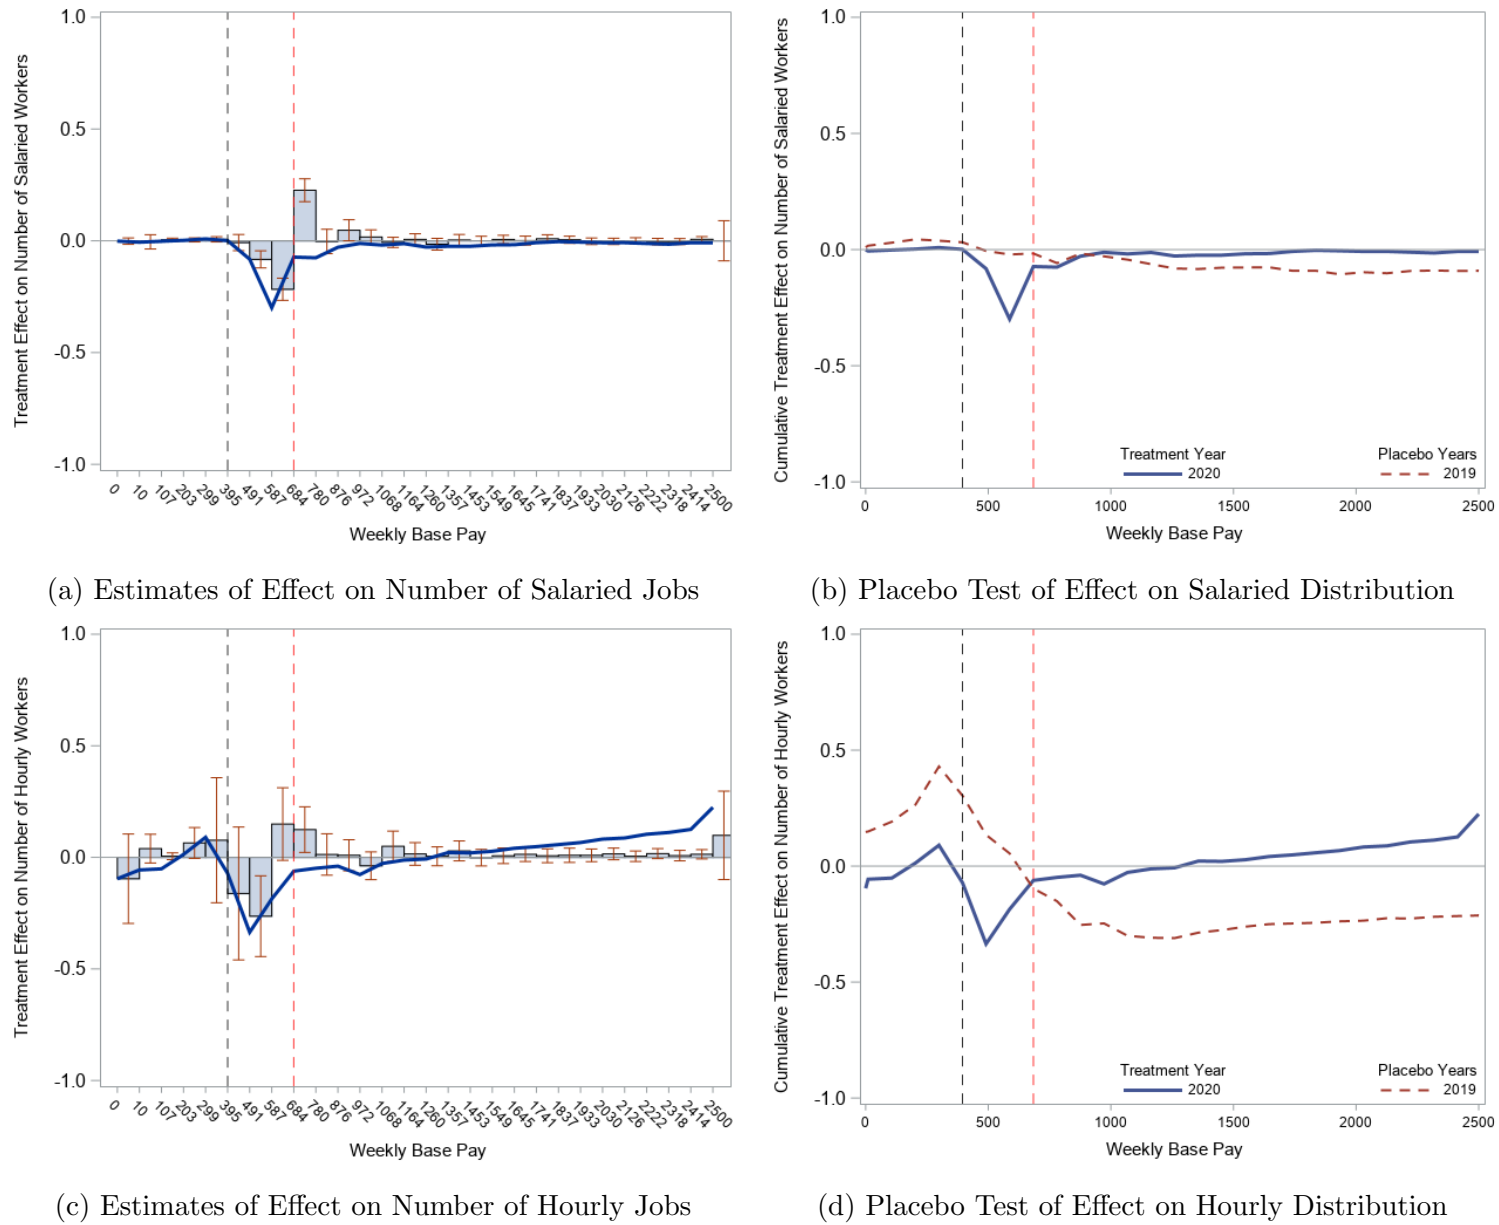 Treatment Effect on Number of Salaried Workers
1.0
0.5
0.0
-0.5
-1.0
0 10 107 203 299 395 491 587 684 780 876 972 1068 1164 1260 1357 1453 1549 1645 1741 1837 1933 2030 2126 2222 2318 2414 2500
Weekly Base Pay
(a) Estimates of Effect on Number of Salaried Jobs
Cumulative Treatment Effect on Number of Salaried Workers
1.0
0.5
0.0
-0.5
-1.0
Treatment Year
2020
Placebo Years
2019
0 500 1000 1500 2000 2500
Weekly Base Pay
(b) Placebo Test of Effect on Salaried Distribution
Treatment Effect on Number of Hourly Workers
1.0
0.5
0.0
-0.5
-1.0
0 10 107 203 299 395 491 587 684 780 876 972 1068 1164 1260 1357 1453 1549 1645 1741 1837 1933 2030 2126 2222 2318 2414 2500
Weekly Base Pay
(c) Estimates of Effect on Number of Hourly Jobs
Cumulative Treatment Effect on Number of Hourly Workers
1.0
0.5
0.0
-0.5
-1.0
Treatment Year
2020
Placebo Years
2019
0 500 1000 1500 2000 2500
Weekly Base Pay
(d) Placebo Test of Effect on Hourly Distribution